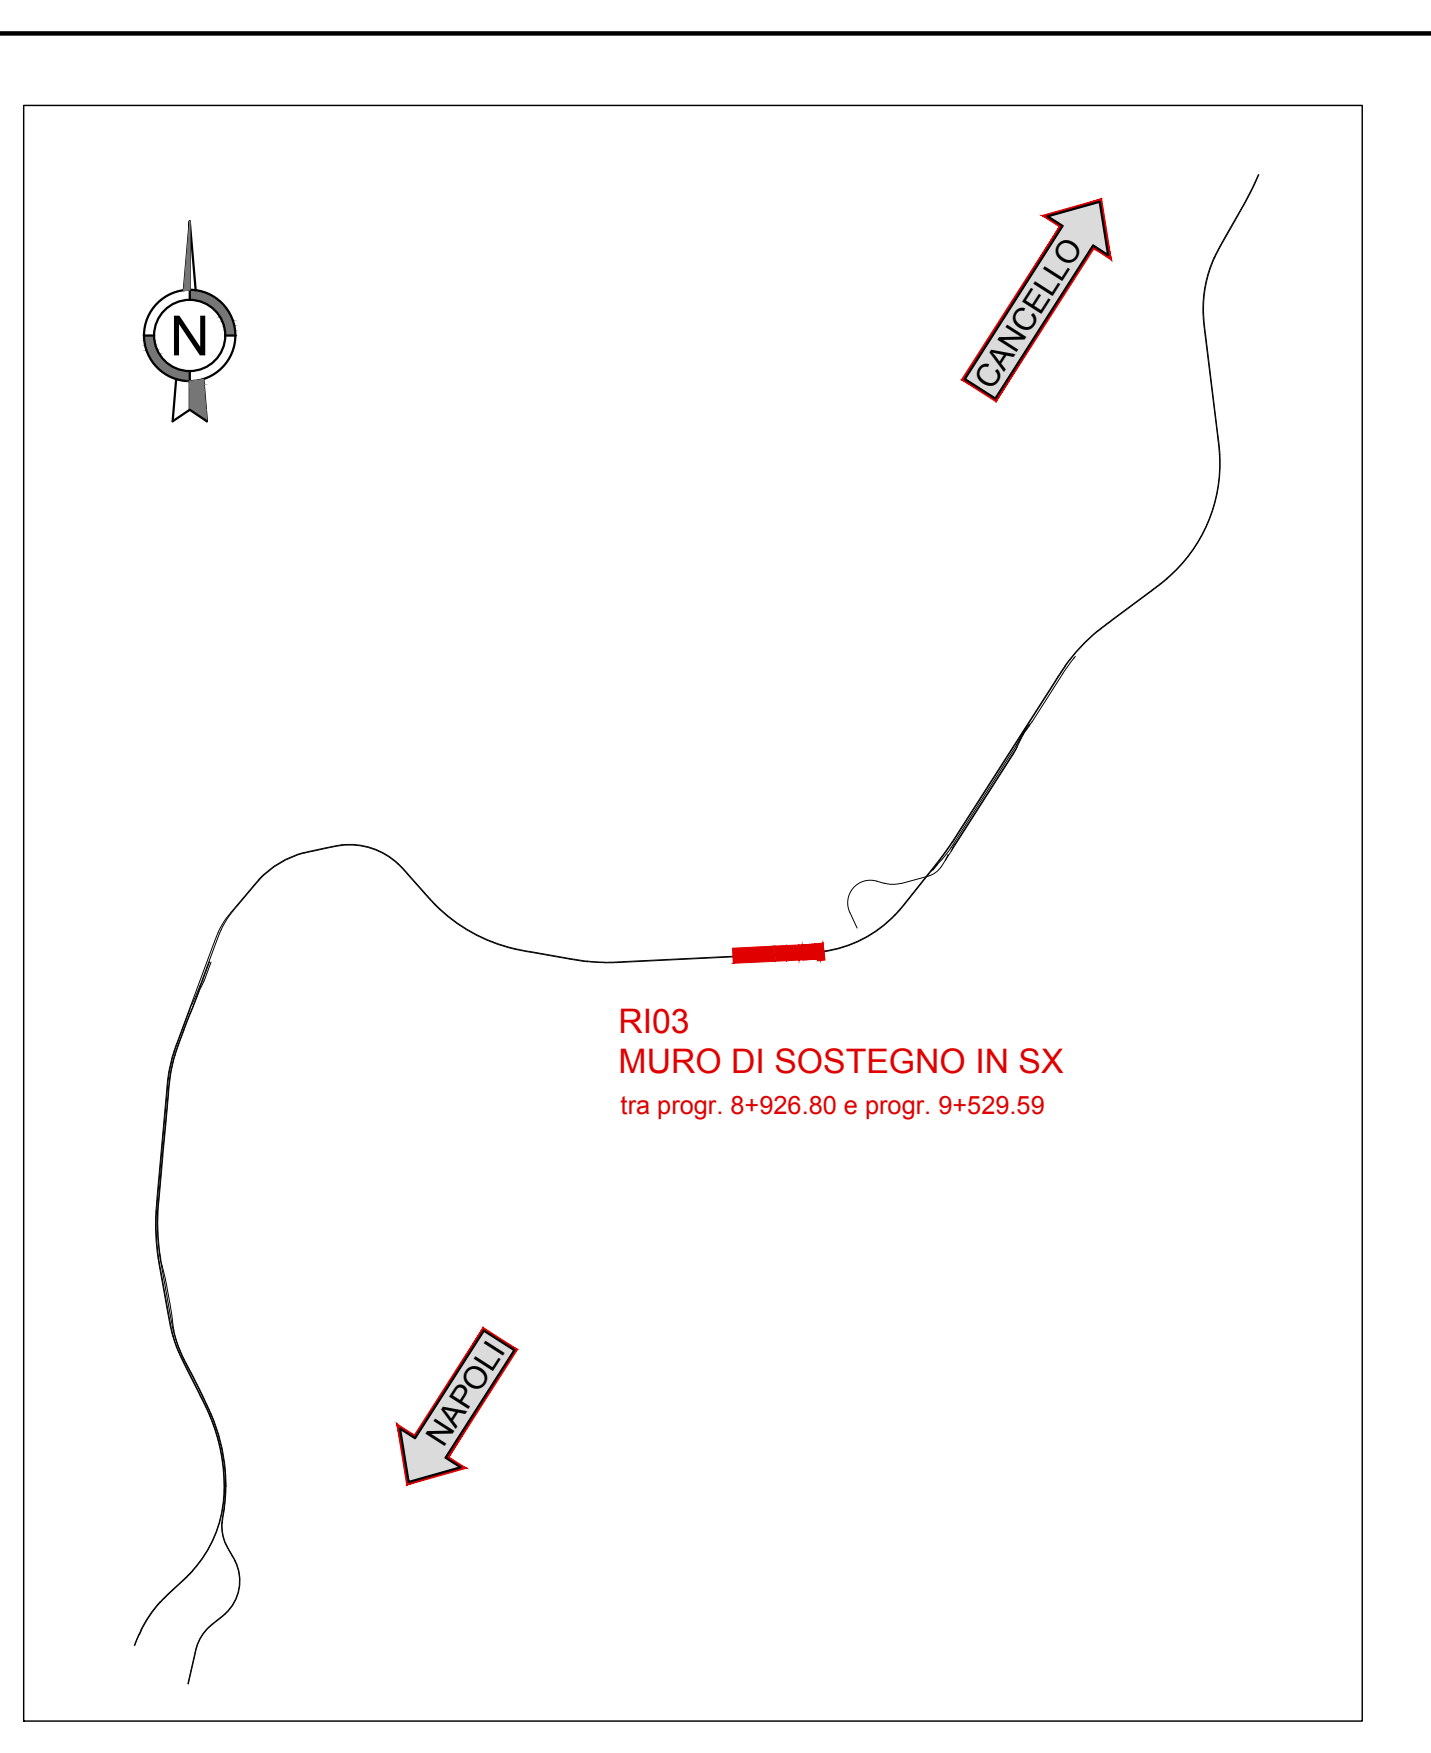 N
CANCELLO
RI03
MURO DI SOSTEGNO IN SX
tra progr. 8+926.80 e progr. 9+529.59
NAPOLI